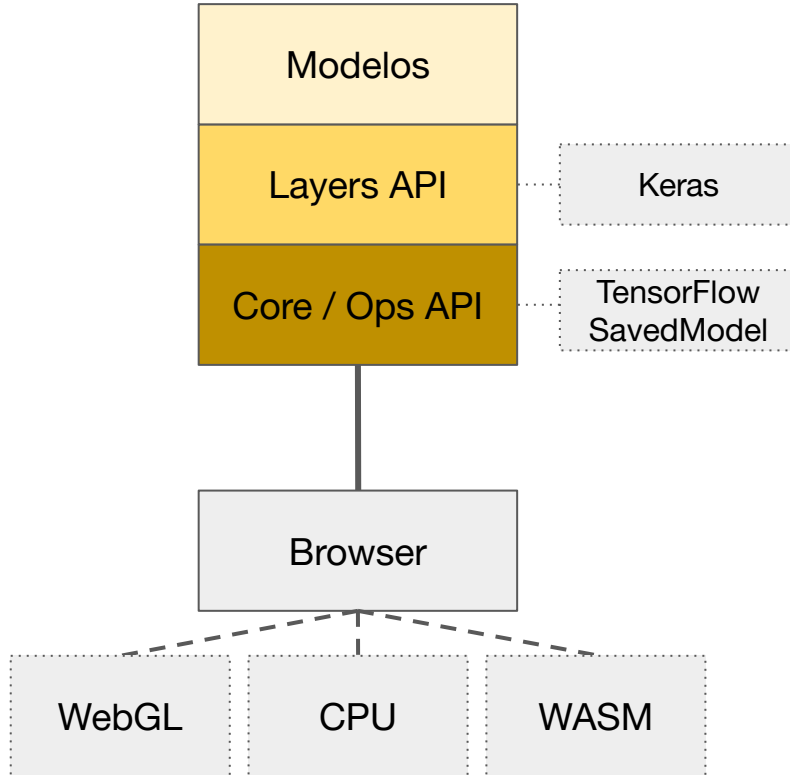 Modelos
Layers API
Keras
Core / Ops API
TensorFlow
SavedModel
Browser
WebGL
CPU
WASM